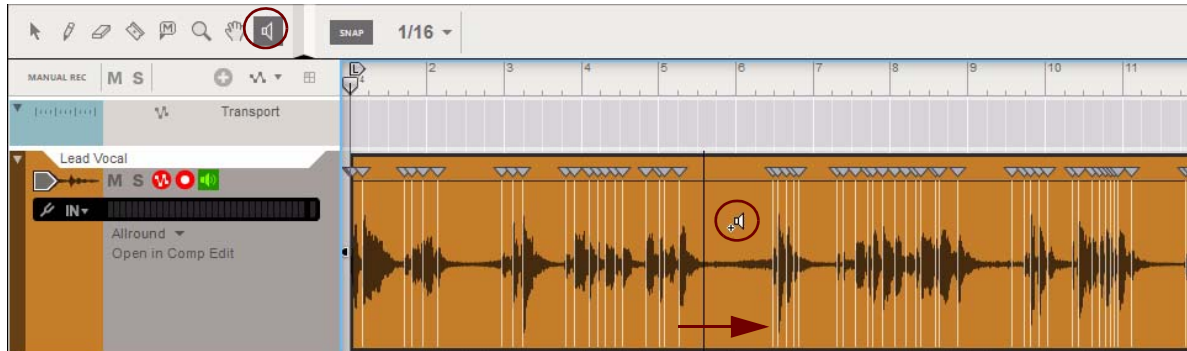 M
SNAP 1/16
MANUAL REC M S
L
1 2 3 4 5 6 7 8 9 10 11
Transport
Lead Vocal
M S
IN
Allround
Open in Comp Edit